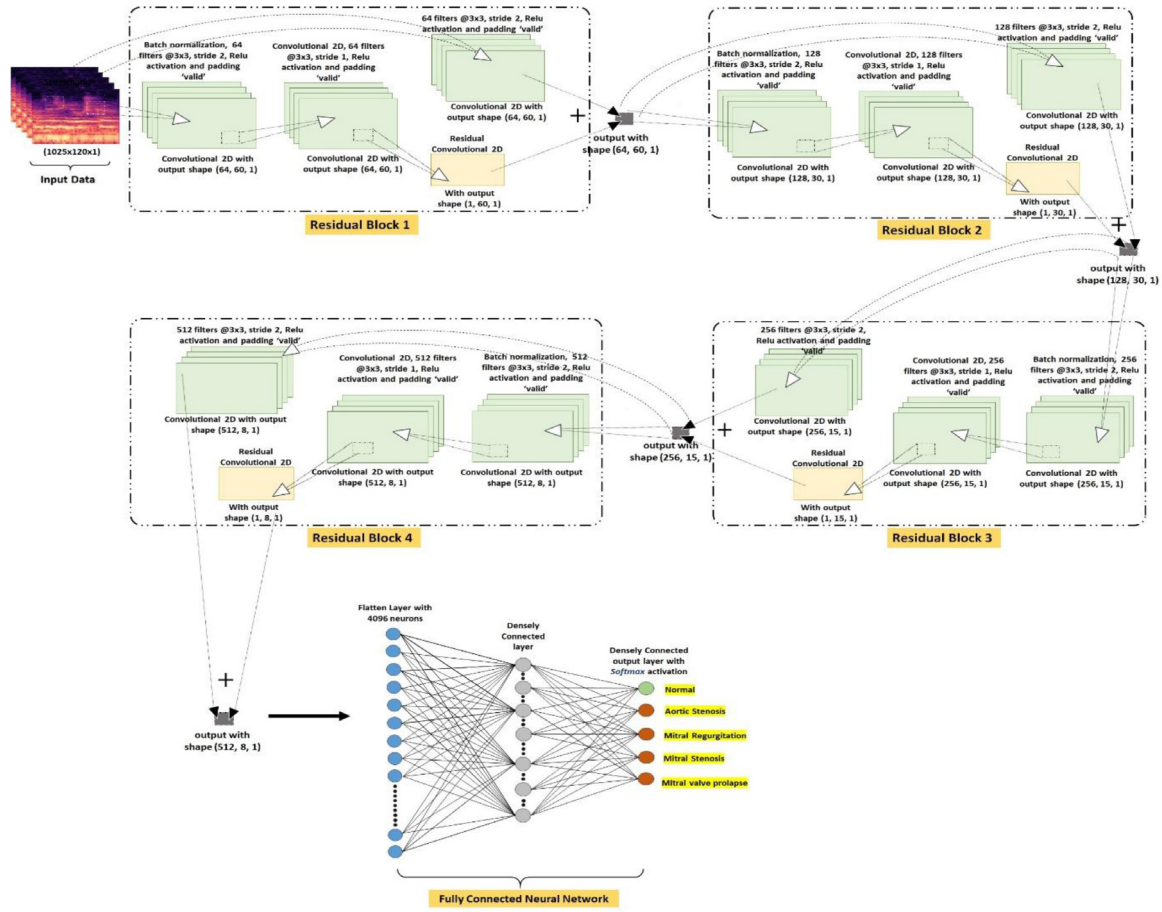 Batch normalization, 64
filters @3x3, stride 2, Relu
activation and padding
‘valid’
Convolutional 2D, 64 filters
@3x3, stride 1, Relu
activation and padding
‘valid’
64 filters @3x3, stride 2, Relu
activation and padding ‘valid’
Convolutional 2D with
output shape (64, 60, 1)
(1025x120x1)
Input Data
Convolutional 2D with
output shape (64, 60, 1)
Convolutional 2D with
output shape (64, 60, 1)
Residual
Convolutional 2D
With output
shape (1, 60, 1)
+
output with
shape (64, 60, 1)
Residual Block 1
Batch normalization, 128
filters @3x3, stride 2, Relu
activation and padding
‘valid’
Convolutional 2D, 128 filters
@3x3, stride 1, Relu
activation and padding
‘valid’
128 filters @3x3, stride 2, Relu
activation and padding ‘valid’
Convolutional 2D with
output shape (128, 30, 1)
Convolutional 2D with
output shape (128, 30, 1)
Convolutional 2D with
output shape (128, 30, 1)
Residual
Convolutional 2D
With output
shape (1, 30, 1)
Residual Block 2
+
output with
shape (128, 30, 1)
256 filters @3x3, stride 2,
Relu activation and padding
‘valid’
Convolutional 2D, 256
filters @3x3, stride 1, Relu
activation and padding
‘valid’
Batch normalization, 256
filters @3x3, stride 2, Relu
activation and padding
‘valid’
Convolutional 2D with
output shape (256, 15, 1)
Residual
Convolutional 2D
Convolutional 2D with
output shape (256, 15, 1)
Convolutional 2D with
output shape (256, 15, 1)
With output
shape (1, 15, 1)
Residual Block 3
+
output with
shape (256, 15, 1)
512 filters @3x3, stride 2, Relu
activation and padding ‘valid’
Convolutional 2D, 512 filters
@3x3, stride 1, Relu
activation and padding ‘valid’
Batch normalization, 512
filters @3x3, stride 2, Relu
activation and padding
‘valid’
Convolutional 2D with output
shape (512, 8, 1)
Residual
Convolutional 2D
Convolutional 2D with output
shape (512, 8, 1)
Convolutional 2D with output
shape (512, 8, 1)
With output
shape (1, 8, 1)
Residual Block 4
+
output with
shape (512, 8, 1)
Flatten Layer with
4096 neurons
Densely
Connected
layer
Densely Connected
output layer with
Softmax activation
Normal
Aortic Stenosis
Mitral Regurgitation
Mitral Stenosis
Mitral valve prolapse
Fully Connected Neural Network